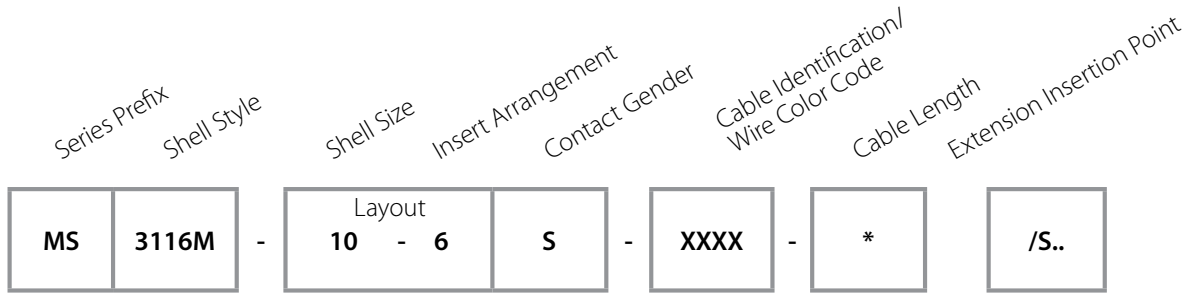 Series Prefix
Shell Style
Shell Size
Insert Arrangement
Contact Gender
Cable Identification/
Wire Color Code
Cable Length
Extension Insertion Point
Layout
MS 3116M - 10 - 6 S - XXXX - * /S..